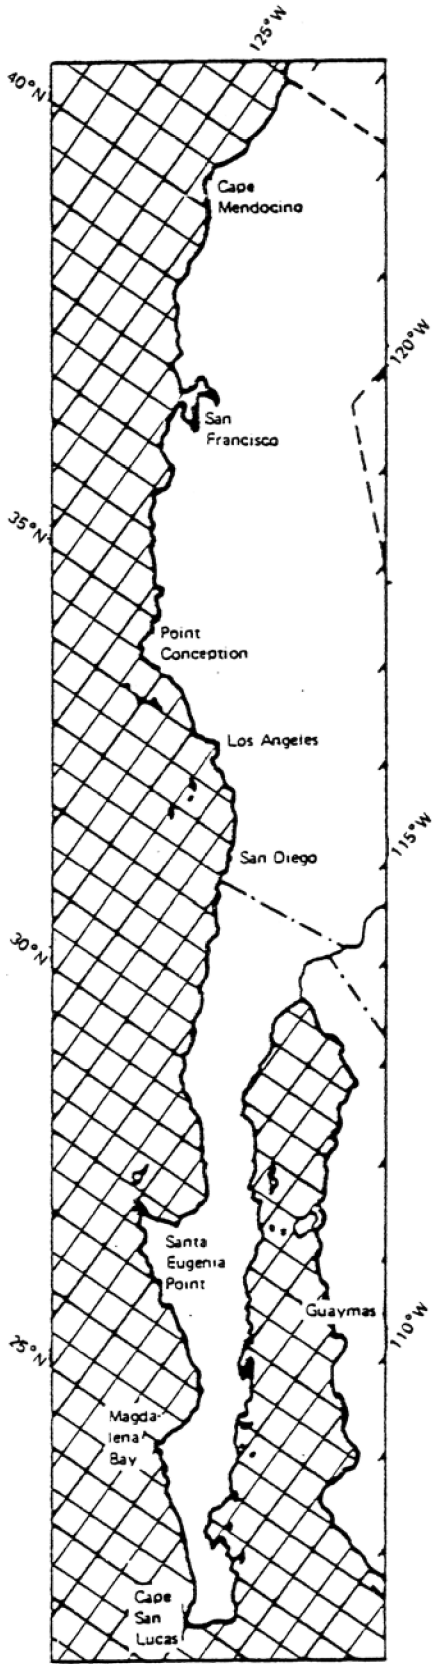 125°W
40°N
Cape
Mendocino
120°W
San
Francisco
35°N
Point
Conception
Los Angeles
115°W
San Diego
30°N
Santa
Eugenia
Point
Guaymas
110°W
25°N
Magda-
lena
Bay
Cape
San
Lucas